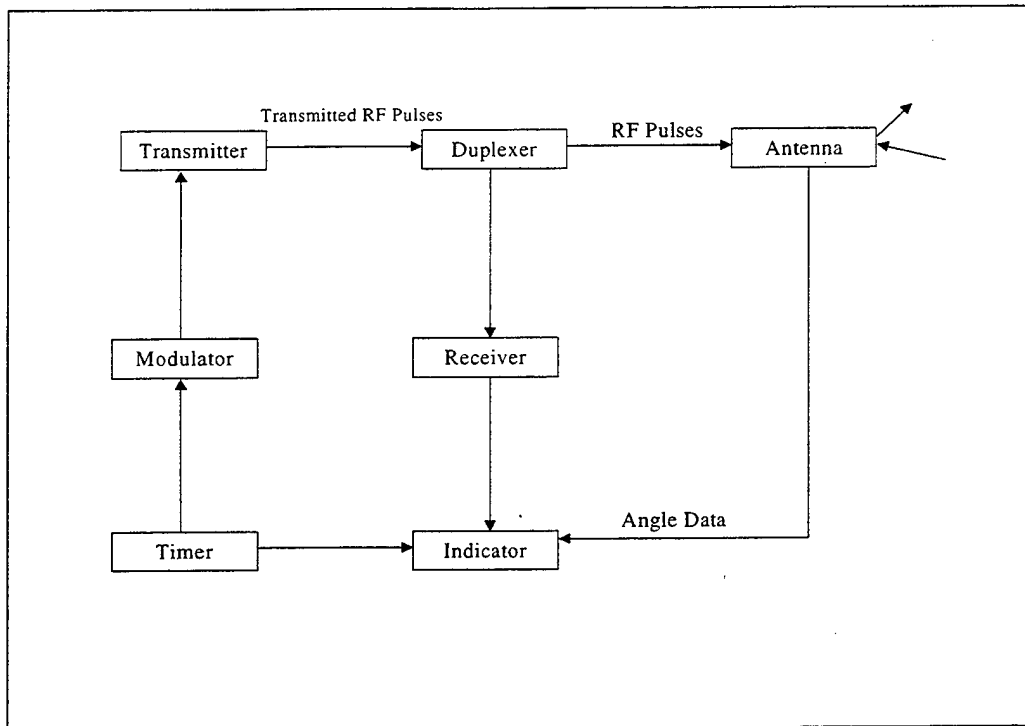 Transmitted RF Pulses
RF Pulses
Transmitter
Duplexer
Antenna
Modulator
Receiver
Angle Data
Timer
Indicator